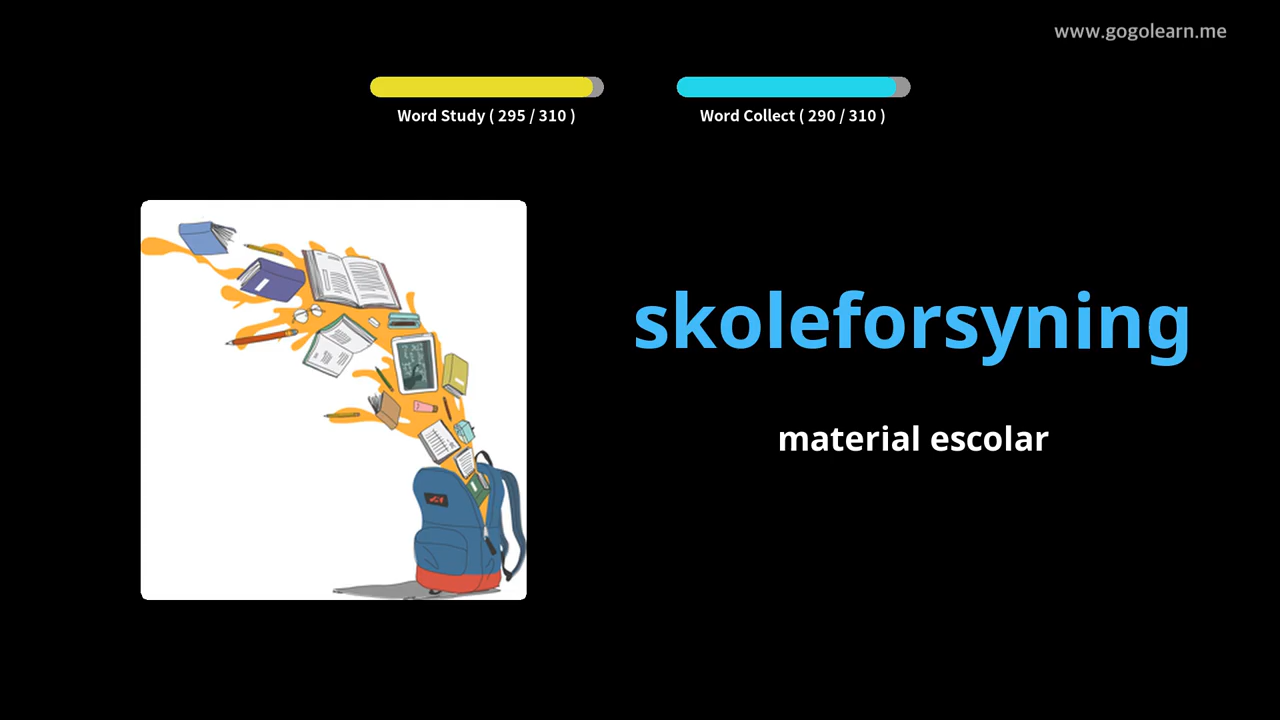 www.gogolearn.me
Word Study ( 295 / 310 )
Word Collect ( 290 / 310 )
skoleforsyning
material escolar